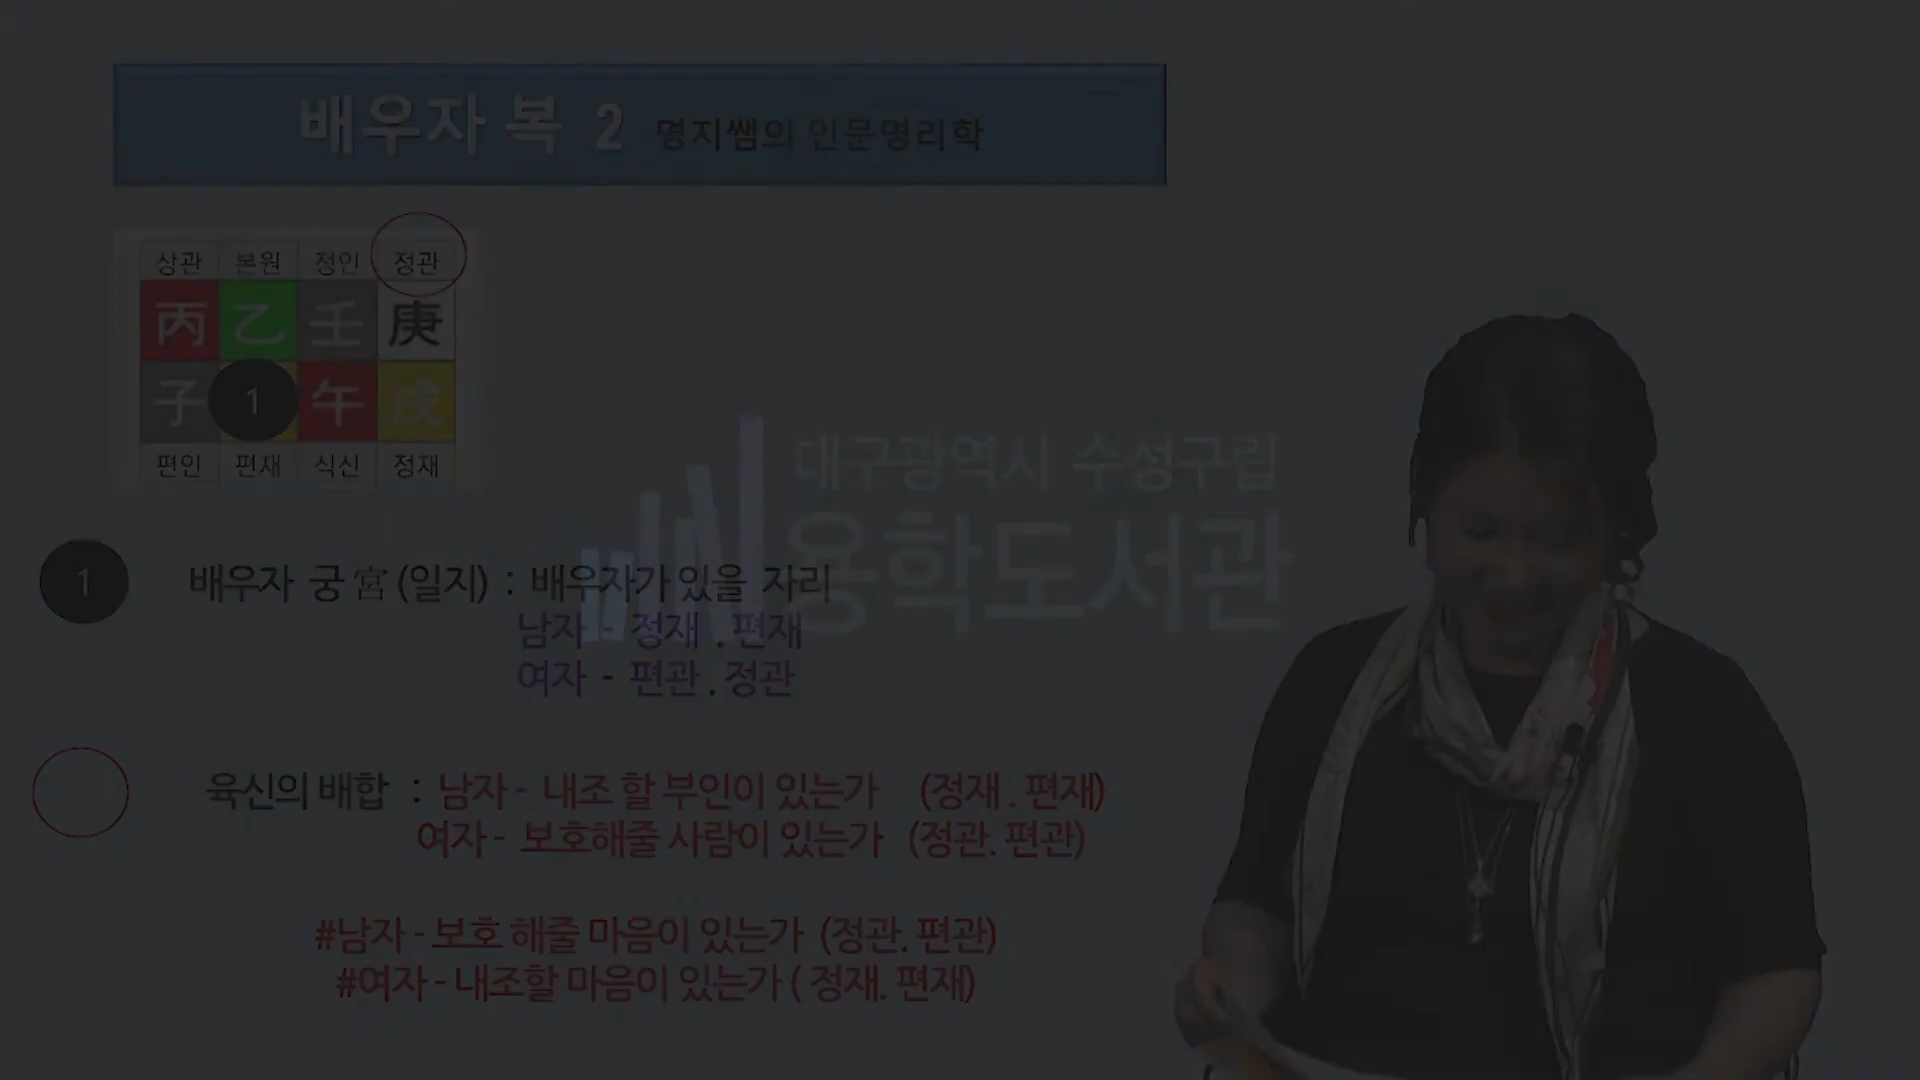 배우자 복 2 명지쌤의 인문명리학
상관 본원 정인 정관
丙 乙 壬 庚
子 1 午 戌
편인 편재 식신 정재
대구광역시 수성구립
용학도서관
1 배우자 궁宮(일지) : 배우자가 있을 자리
남자 - 정재 . 편재
여자 - 편관 . 정관
육신의 배합 : 남자 - 내조 할 부인이 있는가 (정재 . 편재)
여자 - 보호해줄 사람이 있는가 (정관. 편관)
#남자 - 보호 해줄 마음이 있는가 (정관. 편관)
#여자 - 내조할 마음이 있는가 ( 정재. 편재)